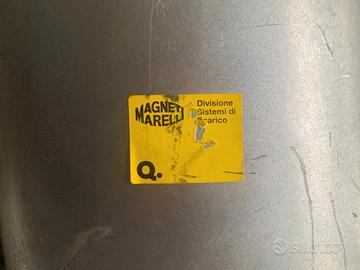 MAGNETI
MARELLI
Divisione
Sistemi di
Scarico
Q.
Subito